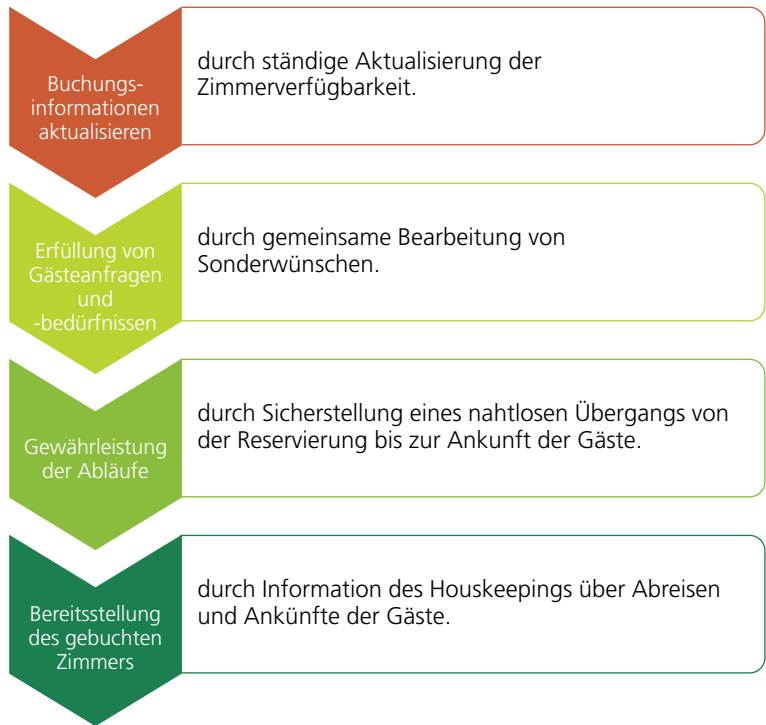 Buchungs-
informationen
aktualisieren
durch ständige Aktualisierung der
Zimmerverfügbarkeit.
Erfüllung von
Gästeanfragen
und
-bedürfnissen
durch gemeinsame Bearbeitung von
Sonderwünschen.
Gewährleistung
der Abläufe
durch Sicherstellung eines nahtlosen Übergangs von
der Reservierung bis zur Ankunft der Gäste.
Bereitsstellung
des gebuchten
Zimmers
durch Information des Houskeepings über Abreisen
und Ankünfte der Gäste.